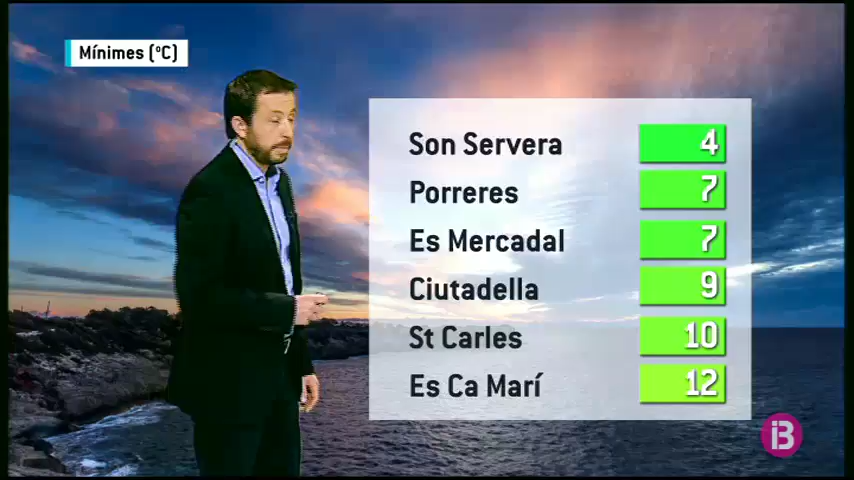 Mínimes (ºC)
Son Servera 4
Porreres 7
Es Mercadal 7
Ciutadella 9
St Carles 10
Es Ca Marí 12
iB